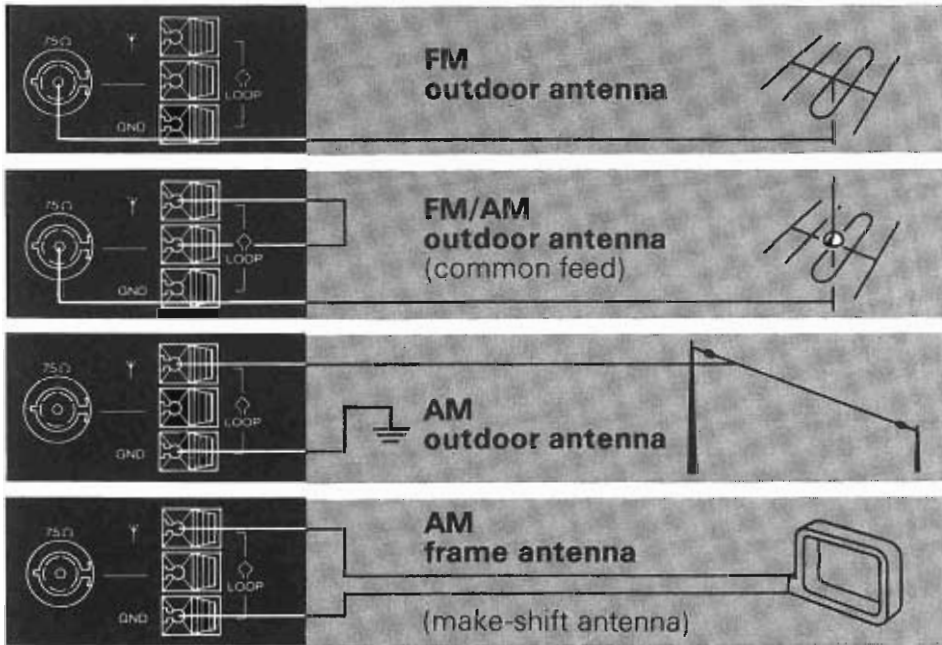 75Ω
GND
LOOP
FM
outdoor antenna
75Ω
GND
LOOP
FM/AM
outdoor antenna
(common feed)
75Ω
GND
LOOP
AM
outdoor antenna
75Ω
GND
LOOP
AM
frame antenna
(make-shift antenna)